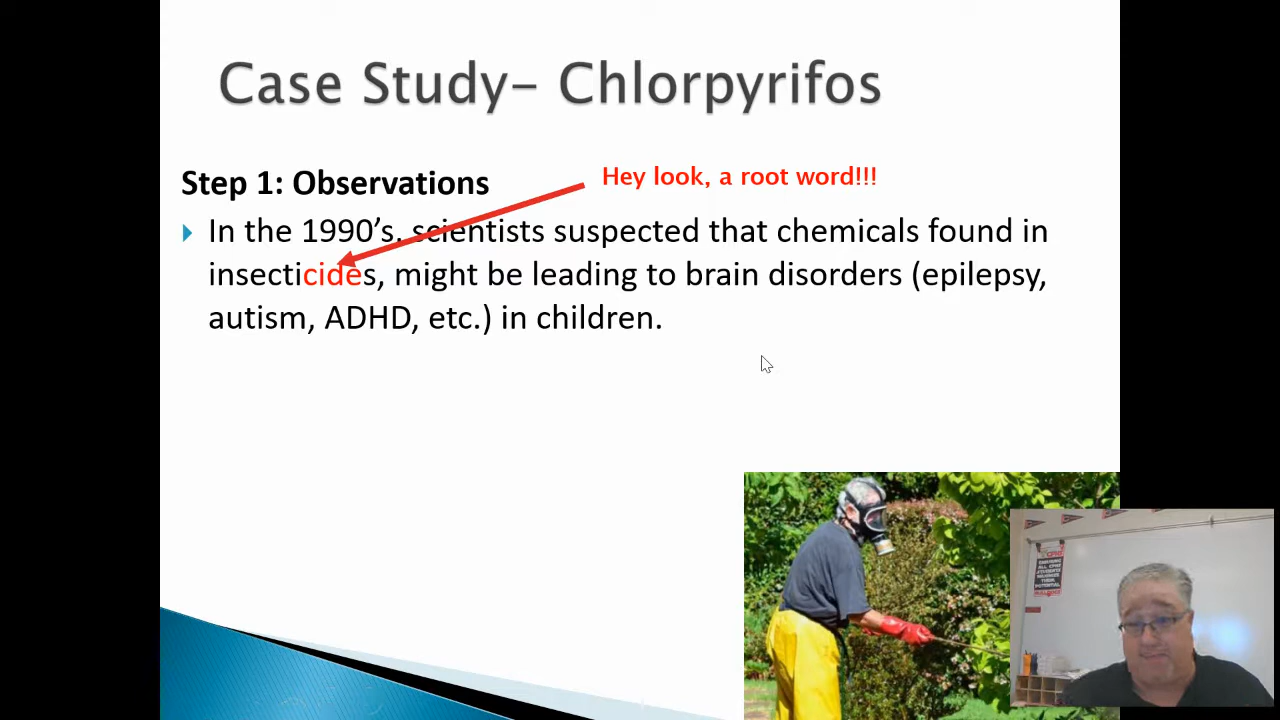 Case Study- Chlorpyrifos
Step 1: Observations
Hey look, a root word!!!
In the 1990's, scientists suspected that chemicals found in
insecticides, might be leading to brain disorders (epilepsy,
autism, ADHD, etc.) in children.